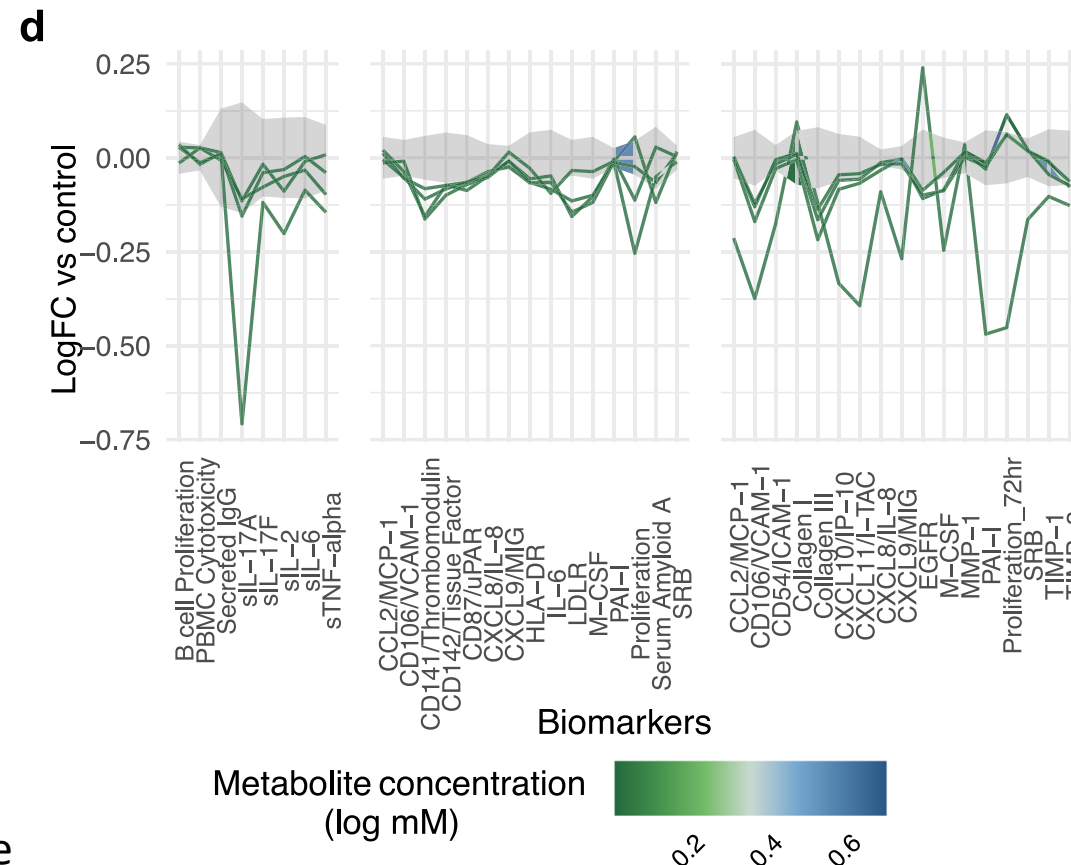 d
0.25
0.00
−0.25
−0.50
−0.75
LogFC vs control
B cell Proliferation
PBMC Cytotoxicity
Secreted IgG
sIL−17A
sIL−17F
sIL−2
sIL−6
sTNF−alpha
CCL2/MCP−1
CD106/VCAM−1
CD141/Thrombomodulin
CD142/Tissue Factor
CD87/uPAR
CXCL8/IL−8
CXCL9/MIG
HLA−DR
IL−6
LDLR
M−CSF
PAI−I
Proliferation
Serum Amyloid A
SRB
CCL2/MCP−1
CD106/VCAM−1
CD54/ICAM−1
Collagen I
Collagen III
CXCL10/IP−10
CXCL11/I−TAC
CXCL8/IL−8
CXCL9/MIG
EGFR
M−CSF
MMP−1
PAI−I
Proliferation_72hr
SRB
TIMP−1
Biomarkers
Metabolite concentration
(log mM)
0.2
0.4
0.6
e